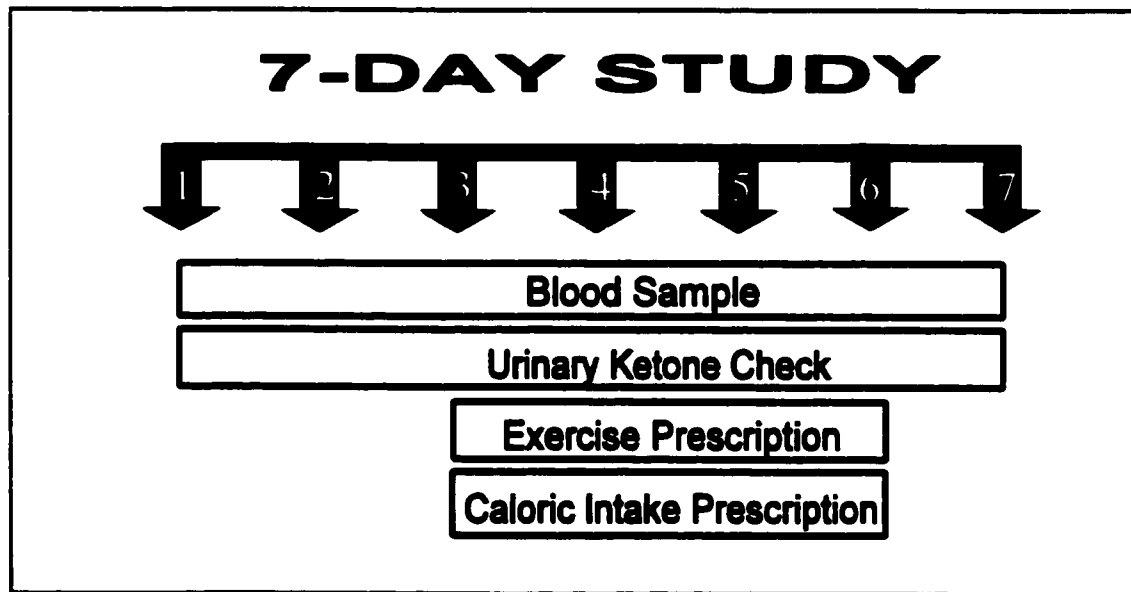 7-DAY STUDY
1 2 3 4 5 6 7
Blood Sample
Urinary Ketone Check
Exercise Prescription
Caloric Intake Prescription